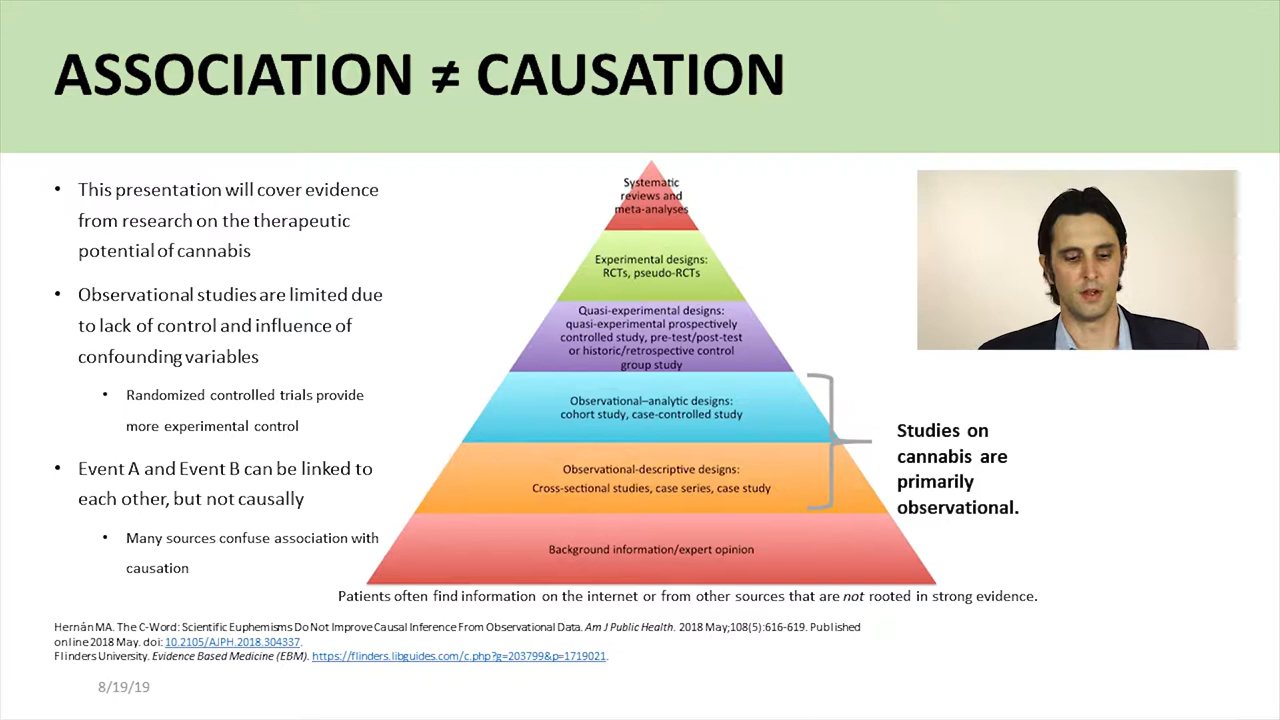 ASSOCIATION ≠ CAUSATION
• This presentation will cover evidence
from research on the therapeutic
potential of cannabis
• Observational studies are limited due
to lack of control and influence of
confounding variables
• Randomized controlled trials provide
more experimental control
• Event A and Event B can be linked to
each other, but not causally
• Many sources confuse association with
causation
Systematic
reviews and
meta-analyses
Experimental designs:
RCTs, pseudo-RCTs
Quasi-experimental designs:
quasi-experimental prospectively
controlled study, pre-test/post-test
or historic/retrospective control
group study
Observational–analytic designs:
cohort study, case-controlled study
Observational-descriptive designs:
Cross-sectional studies, case series, case study
Background information/expert opinion
Studies on
cannabis are
primarily
observational.
Patients often find information on the internet or from other sources that are not rooted in strong evidence.
Hernán MA. The C-Word: Scientific Euphemisms Do Not Improve Causal Inference From Observational Data. Am J Public Health. 2018 May;108(5):616-619. Published
online 2018 May. doi: 10.2105/AJPH.2018.304337.
Flinders University. Evidence Based Medicine (EBM). https://flinders.libguides.com/c.php?g=203799&p=1719021.
8/19/19